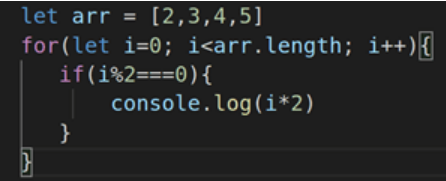 let arr = [2,3,4,5]
for(let i=0; i<arr.length; i++){
    if(i%2===0){
        console.log(i*2)
    }
}